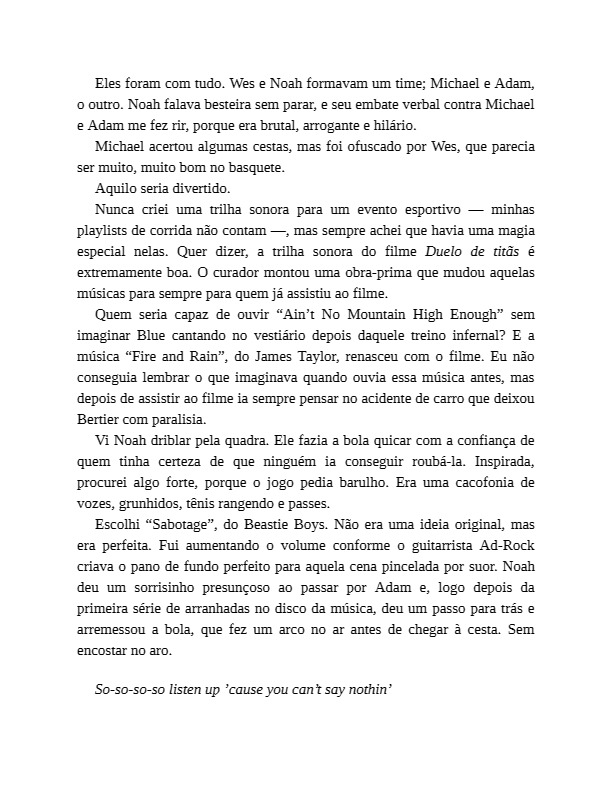 Eles foram com tudo. Wes e Noah formavam um time; Michael e Adam,
o outro. Noah falava besteira sem parar, e seu embate verbal contra Michael
e Adam me fez rir, porque era brutal, arrogante e hilário.
Michael acertou algumas cestas, mas foi ofuscado por Wes, que parecia
ser muito, muito bom no basquete.
Aquilo seria divertido.
Nunca criei uma trilha sonora para um evento esportivo — minhas
playlists de corrida não contam —, mas sempre achei que havia uma magia
especial nelas. Quer dizer, a trilha sonora do filme Duelo de titãs é
extremamente boa. O curador montou uma obra-prima que mudou aquelas
músicas para sempre para quem já assistiu ao filme.
Quem seria capaz de ouvir “Ain’t No Mountain High Enough” sem
imaginar Blue cantando no vestiário depois daquele treino infernal? E a
música “Fire and Rain”, do James Taylor, renasceu com o filme. Eu não
conseguia lembrar o que imaginava quando ouvia essa música antes, mas
depois de assistir ao filme ia sempre pensar no acidente de carro que deixou
Bertier com paralisia.
Vi Noah driblar pela quadra. Ele fazia a bola quicar com a confiança de
quem tinha certeza de que ninguém ia conseguir roubá-la. Inspirada,
procurei algo forte, porque o jogo pedia barulho. Era uma cacofonia de
vozes, grunhidos, tênis rangendo e passes.
Escolhi “Sabotage”, do Beastie Boys. Não era uma ideia original, mas
era perfeita. Fui aumentando o volume conforme o guitarrista Ad-Rock
criava o pano de fundo perfeito para aquela cena pincelada por suor. Noah
deu um sorrisinho presunçoso ao passar por Adam e, logo depois da
primeira série de arranhadas no disco da música, deu um passo para trás e
arremessou a bola, que fez um arco no ar antes de chegar à cesta. Sem
encostar no aro.
So-so-so-so listen up ’cause you can’t say nothin’